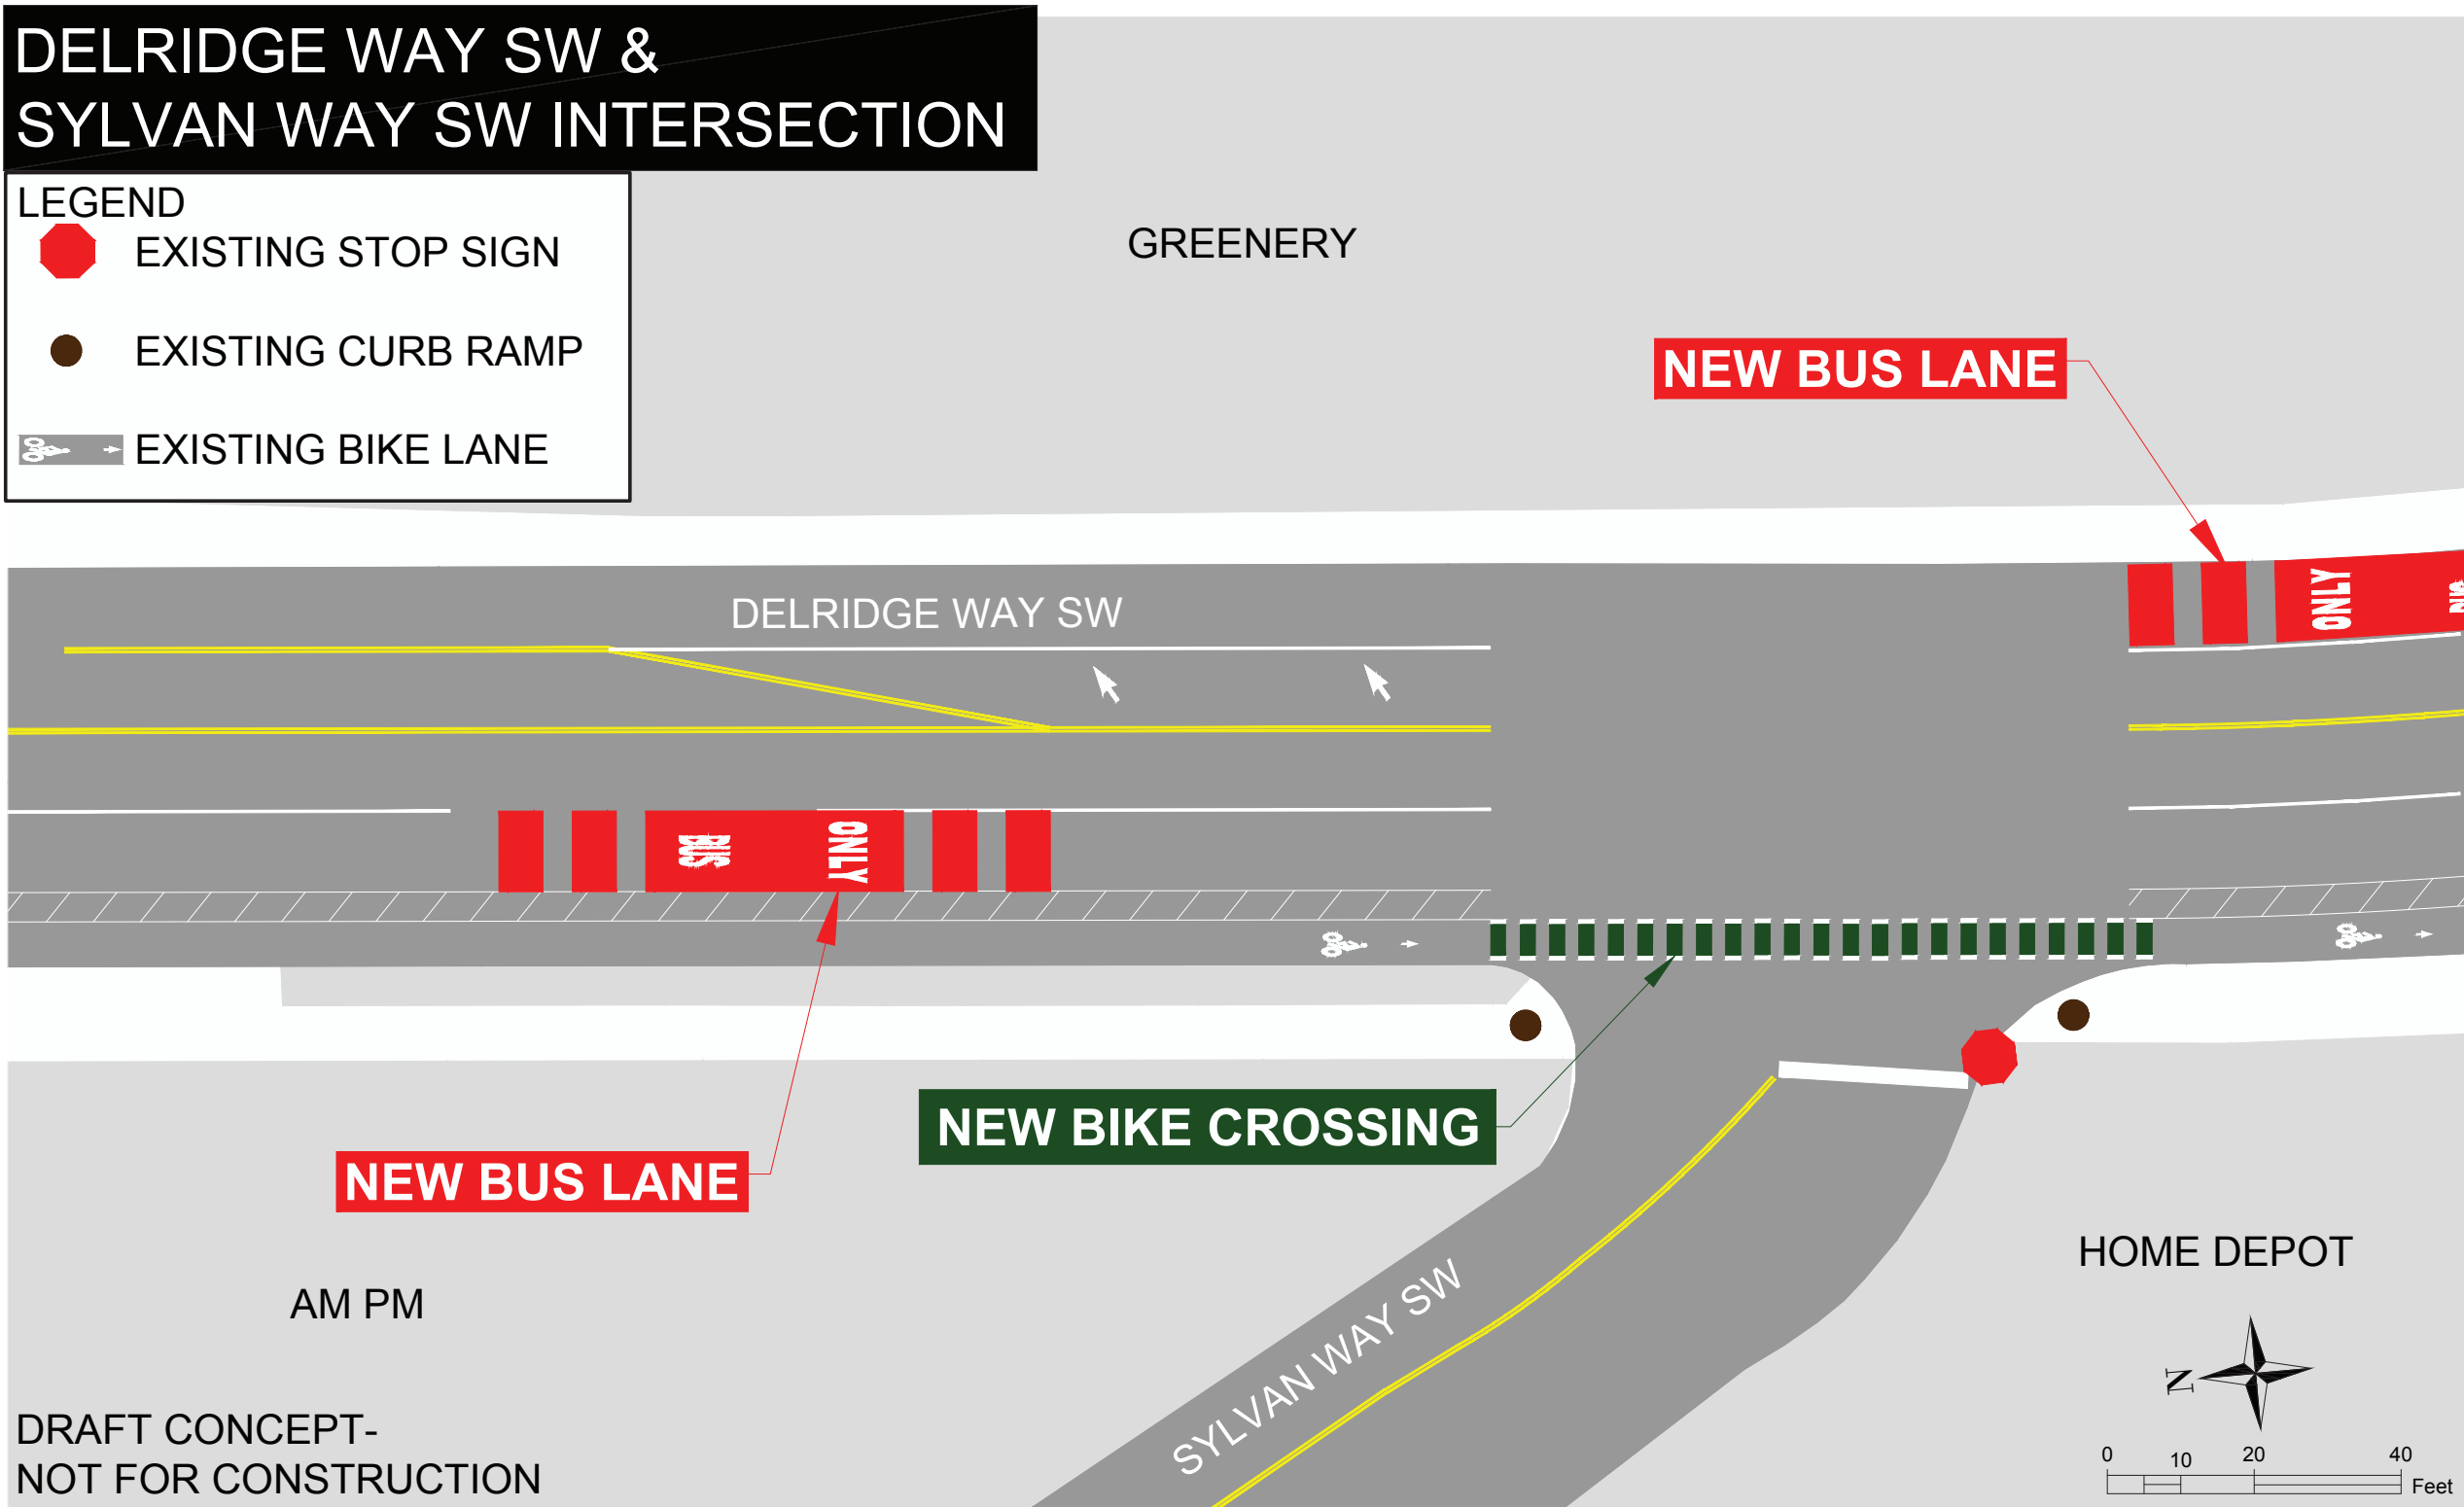 DELRIDGE WAY SW &
SYLVAN WAY SW INTERSECTION
LEGEND
EXISTING STOP SIGN
EXISTING CURB RAMP
EXISTING BIKE LANE
GREENERY
NEW BUS LANE
DELRIDGE WAY SW
ONLY
BUS
BUS
ONLY
NEW BIKE CROSSING
NEW BUS LANE
HOME DEPOT
AM PM
SYLVAN WAY SW
N
DRAFT CONCEPT-
NOT FOR CONSTRUCTION
0 10 20 40
Feet